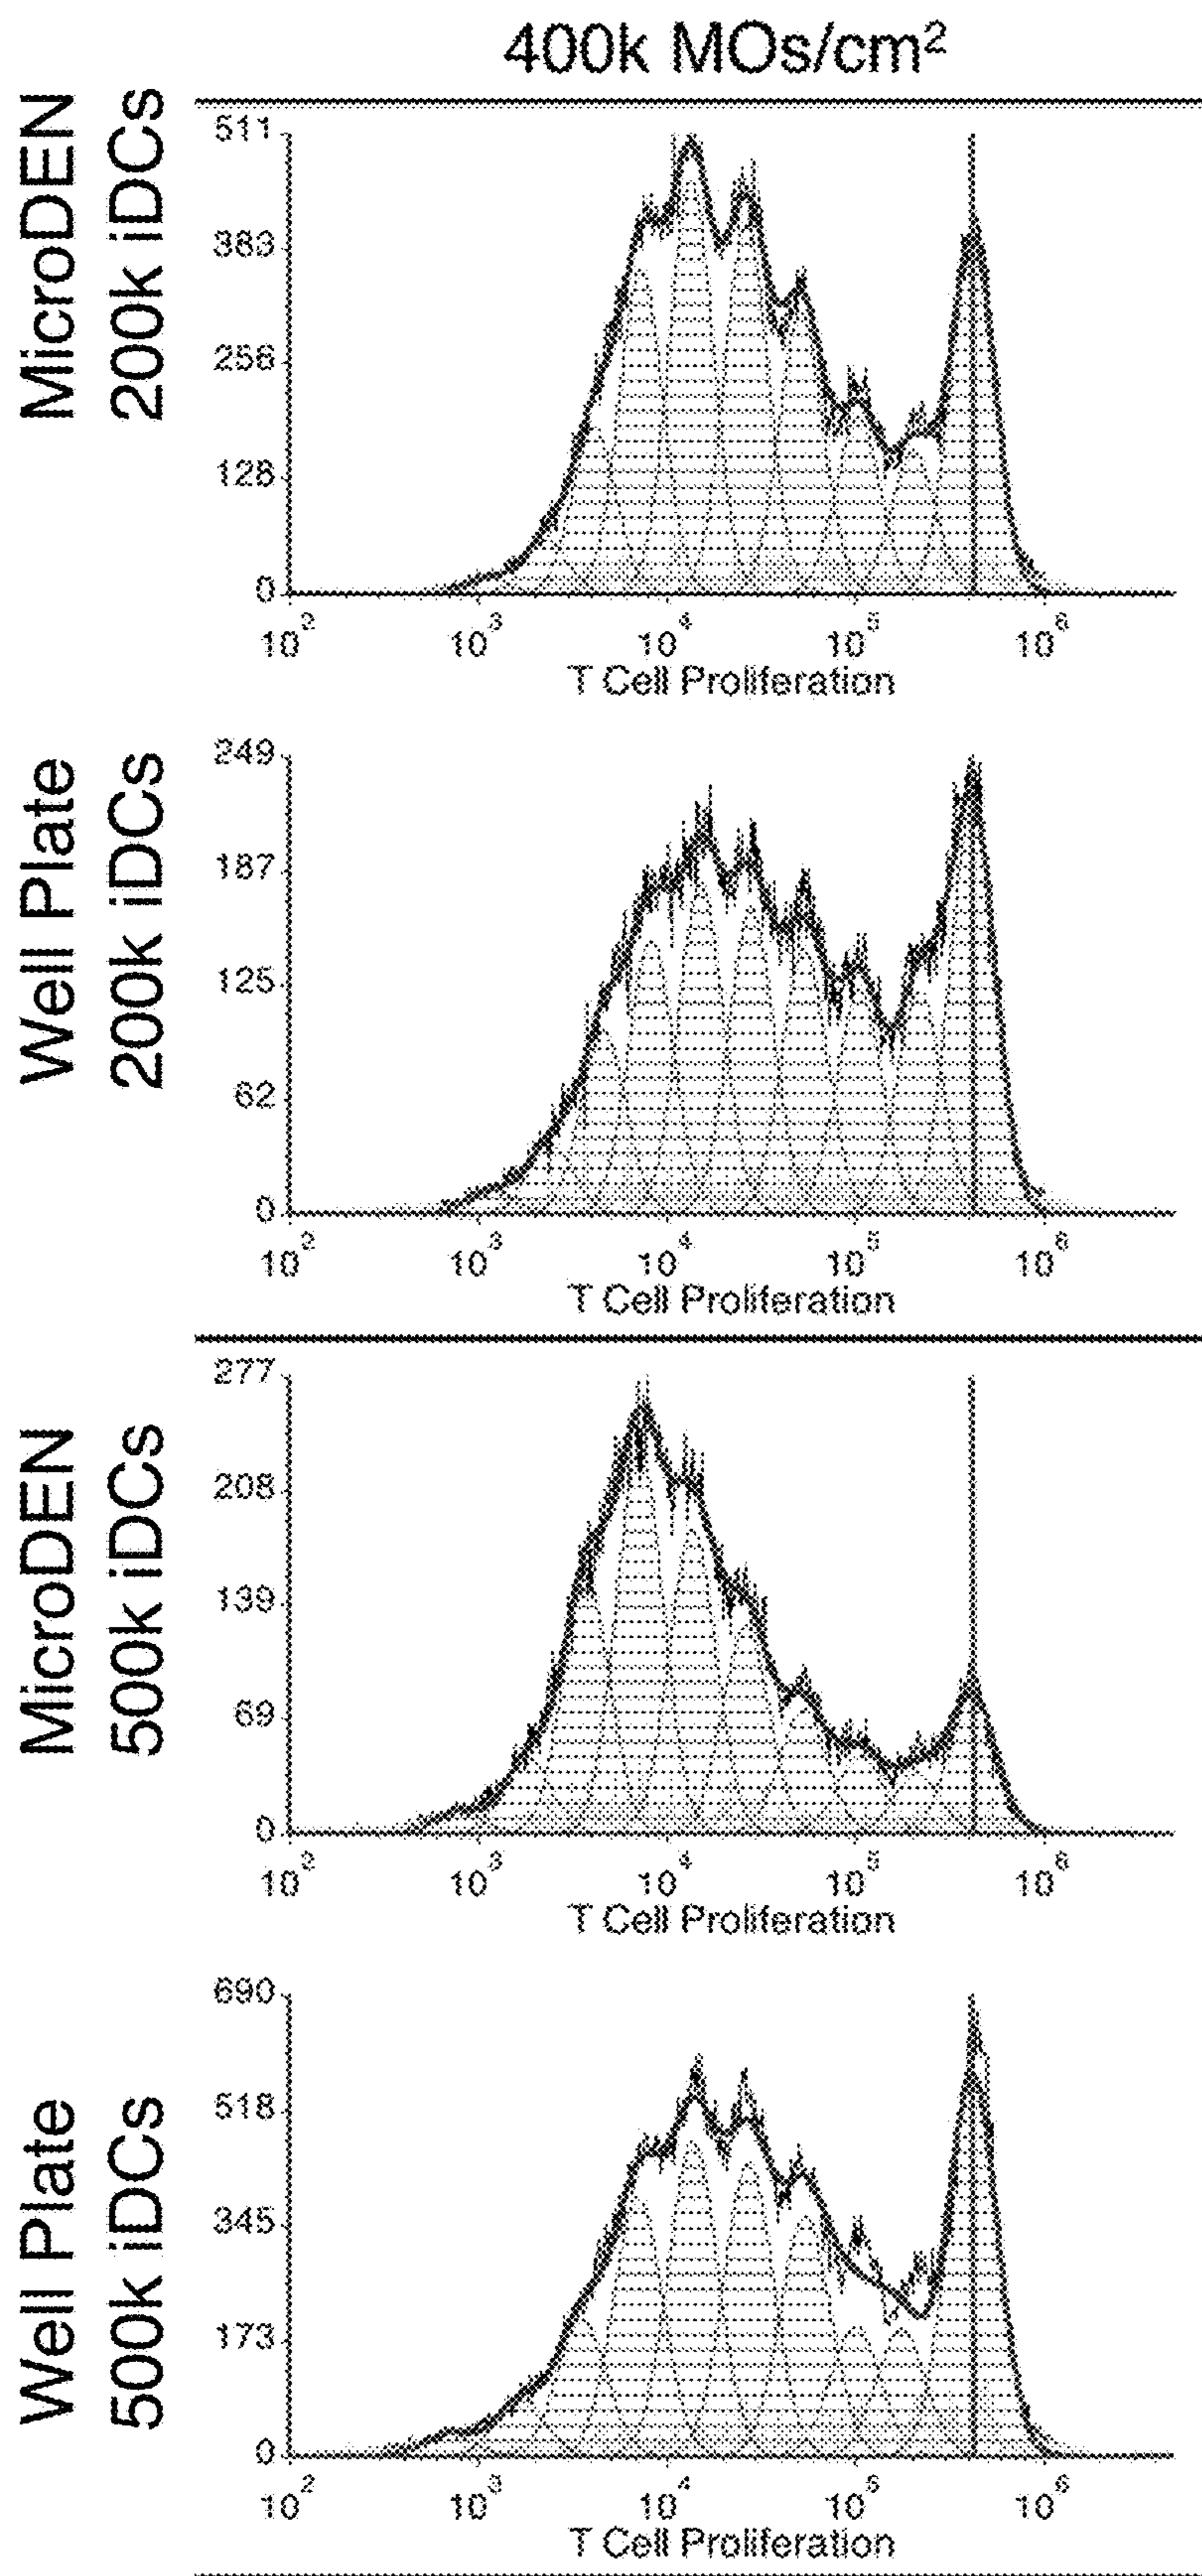 400k MOs/cm²
MicroDEN
200k iDCs
511
383
256
128
0
10² 10³ 10⁴ 10⁵ 10⁶
T Cell Proliferation
Well Plate
200k iDCs
249
187
125
62
0
10² 10³ 10⁴ 10⁵ 10⁶
T Cell Proliferation
MicroDEN
500k iDCs
277
208
139
69
0
10² 10³ 10⁴ 10⁵ 10⁶
T Cell Proliferation
Well Plate
500k iDCs
690
518
345
173
0
10² 10³ 10⁴ 10⁵ 10⁶
T Cell Proliferation